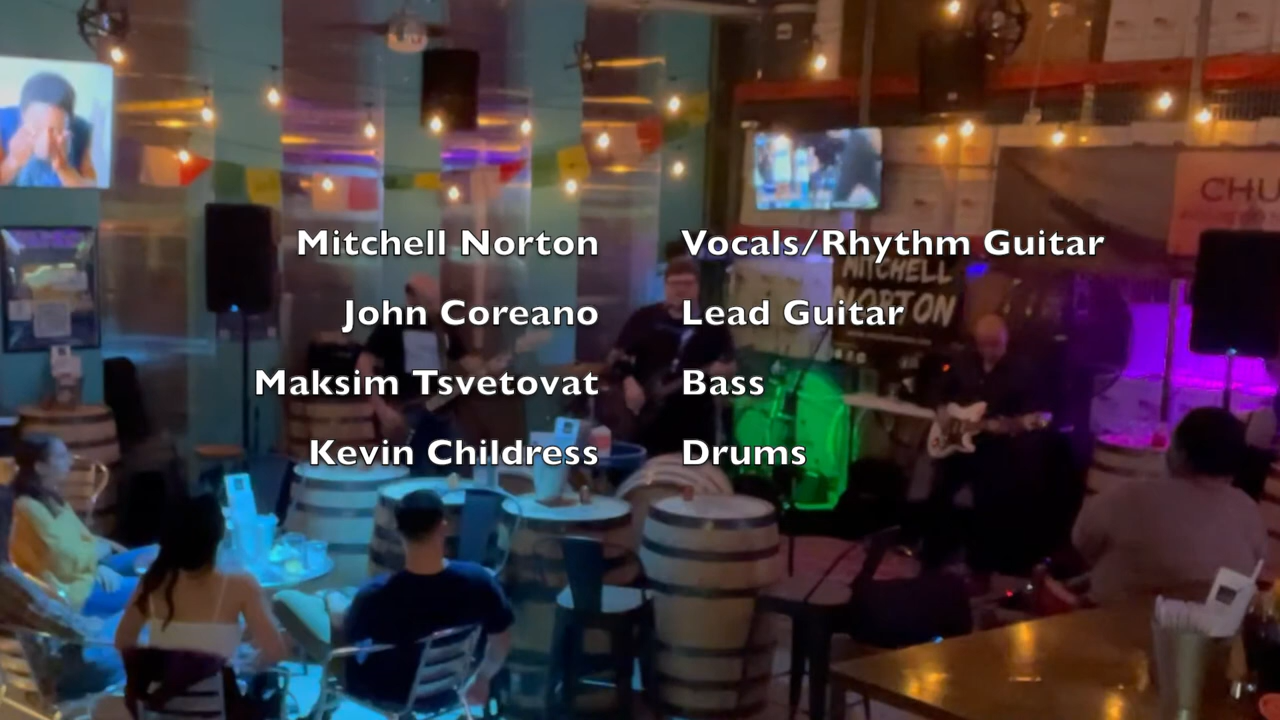 Mitchell Norton Vocals/Rhythm Guitar
John Coreano Lead Guitar
Maksim Tsvetovat Bass
Kevin Childress Drums
MITCHELL
NORTON
CHU